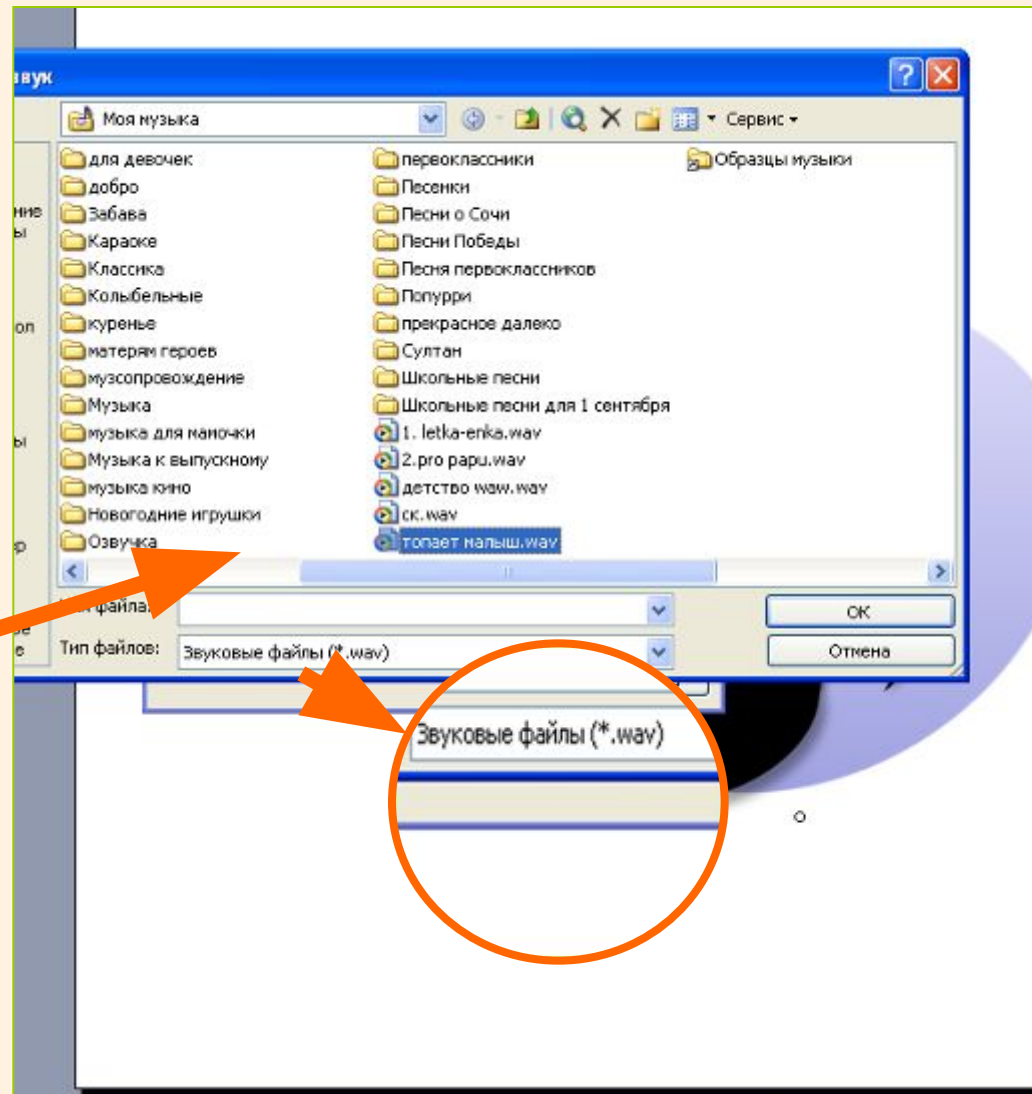 звук
Моя музыка
Сервис
для девочек
добро
Забава
Караоке
Классика
Колыбельные
куренье
матерям героев
музсопровождение
Музыка
музыка для мамочки
Музыка к выпускному
музыка кино
Новогодние игрушки
Озвучка
первоклассники
Песенки
Песни о Сочи
Песни Победы
Песня первоклассников
Попурри
прекрасное далеко
Султан
Школьные песни
Школьные песни для 1 сентября
1. letka-enka.wav
2.pro papu.wav
детство waw.wav
ск.wav
топает малыш.wav
Образцы музыки
файла:
ОК
Тип файлов:
Звуковые файлы (*.wav)
Отмена
Звуковые файлы (*.wav)